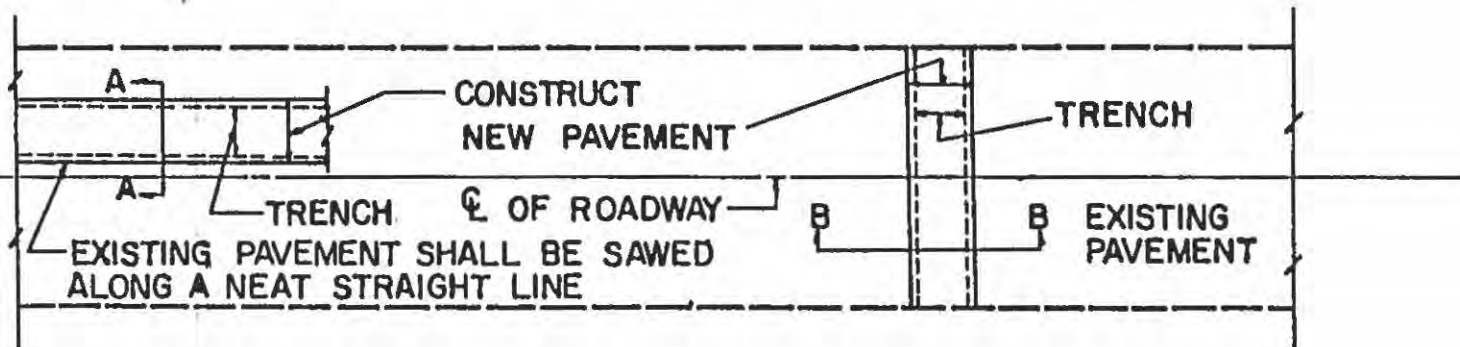 A
CONSTRUCT
NEW PAVEMENT
TRENCH
A
TRENCH
℄ OF ROADWAY
B
B
EXISTING
PAVEMENT
EXISTING PAVEMENT SHALL BE SAWED
ALONG A NEAT STRAIGHT LINE